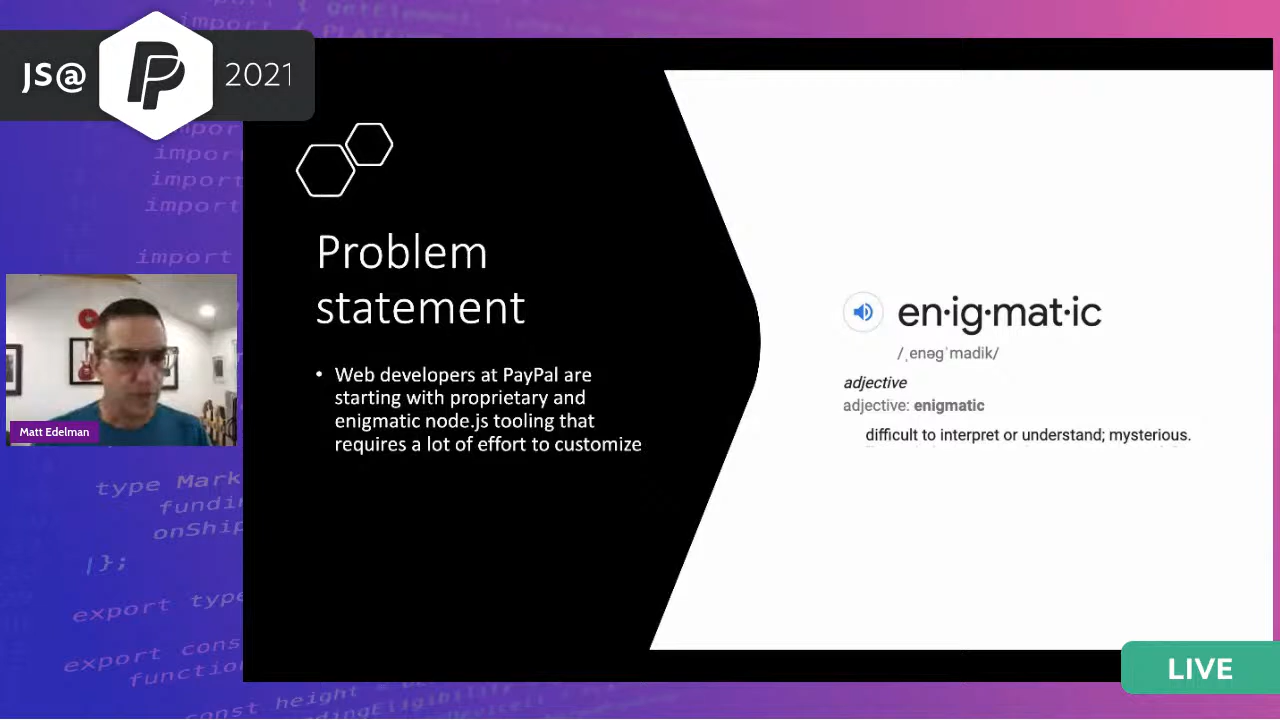 JS@
2021
import
import
import
import
import
Problem
statement
• Web developers at PayPal are
starting with proprietary and
enigmatic node.js tooling that
requires a lot of effort to customize
en·ig·mat·ic
/ˌenəɡˈmadik/
adjective
adjective: enigmatic
difficult to interpret or understand; mysterious.
Matt Edelman
type Mark
fundin
onShip
|};
export type
export cons
function
const height =
LIVE